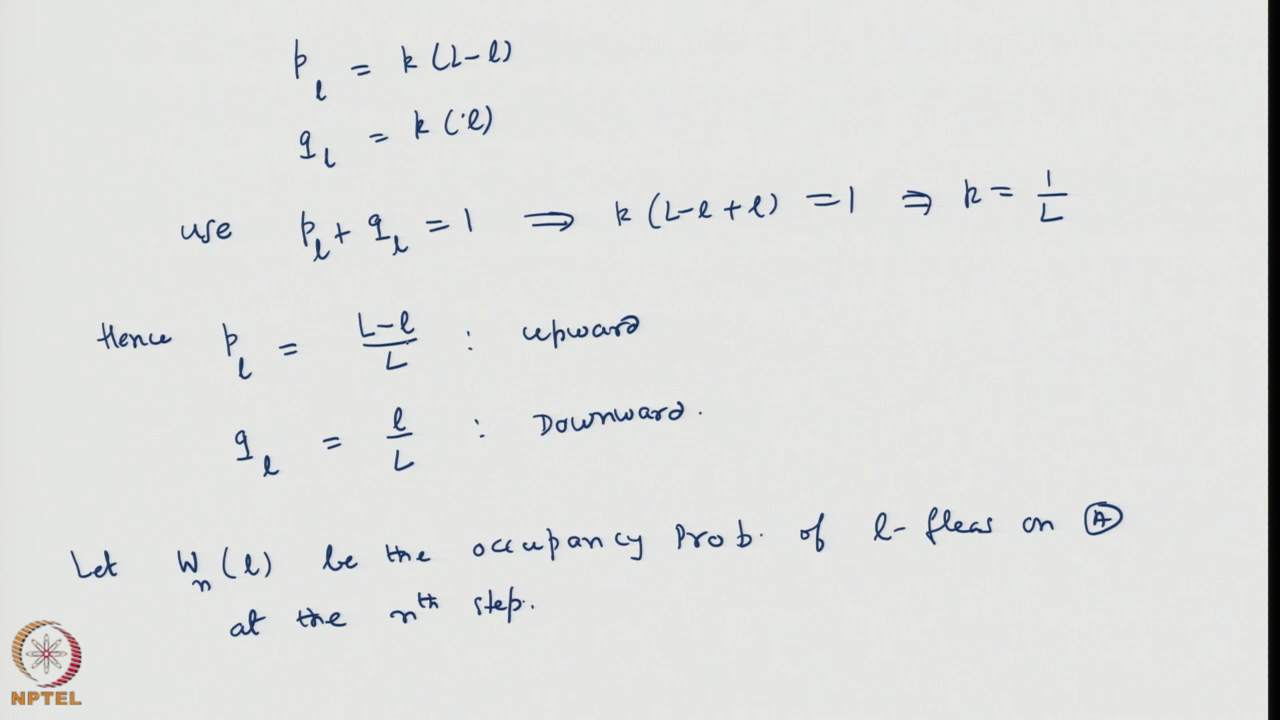 p_l = k (L-l)
q_l = k (l)
use p_l + q_l = 1 ⟹ k (L-l+l) = 1 ⇒ k = 1/L
Hence p_l = (L-l)/L : upward
q_l = l/L : Downward.
Let W_n (l) be the occupancy Prob. of l- fleas on Ⓐ
at the n^th step.
NPTEL